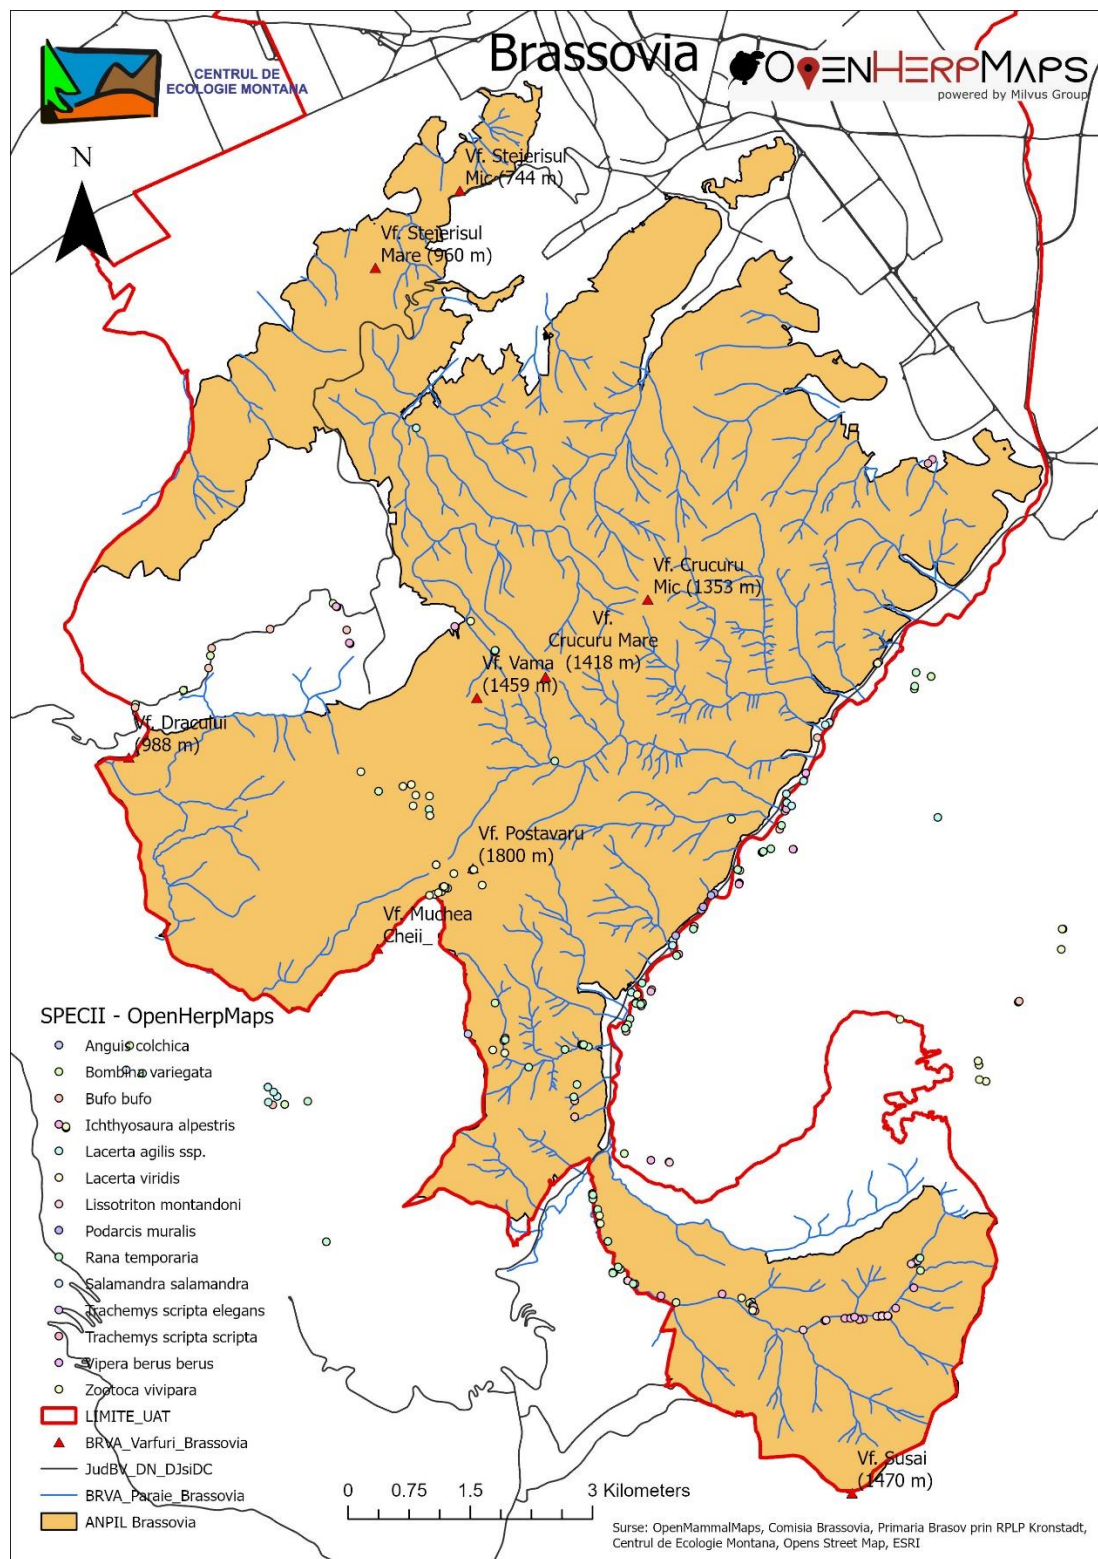 Brassovia
CENTRUL DE
ECOLOGIE MONTANA
OPENHERPMAPS
powered by Milvus Group
N
Vf. Stejerisul
Mic (744 m)
Vf. Stejerisul
Mare (960 m)
Vf. Crucuru
Mic (1353 m)
Vf.
Crucuru Mare
(1418 m)
Vf. Vama
(1459 m)
Vf. Dracului
(988 m)
Vf. Postavaru
(1800 m)
Vf. Muchea
Cheii_
SPECII - OpenHerpMaps
Anguis colchica
Bombina variegata
Bufo bufo
Ichthyosaura alpestris
Lacerta agilis ssp.
Lacerta viridis
Lissotriton montandoni
Podarcis muralis
Rana temporaria
Salamandra salamandra
Trachemys scripta elegans
Trachemys scripta scripta
Vipera berus berus
Zootoca vivipara
LIMITE_UAT
BRVA_Varfuri_Brassovia
JudBV_DN_DJsiDC
BRVA_Paraie_Brassovia
ANPIL Brassovia
Vf. Susai
(1470 m)
0 0.75 1.5 3 Kilometers
Surse: OpenMammalMaps, Comisia Brassovia, Primaria Brasov prin RPLP Kronstadt,
Centrul de Ecologie Montana, Opens Street Map, ESRI